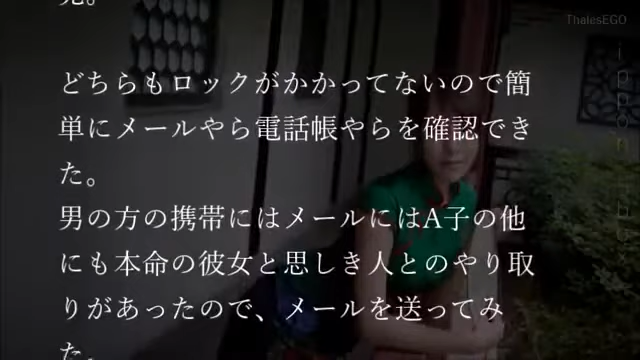 ThalesEGO
どちらもロックがかかってないので簡
単にメールやら電話帳やらを確認でき
た。
男の方の携帯にはメールにはA子の他
にも本命の彼女と思しき人とのやり取
りがあったので、メールを送ってみ
た。